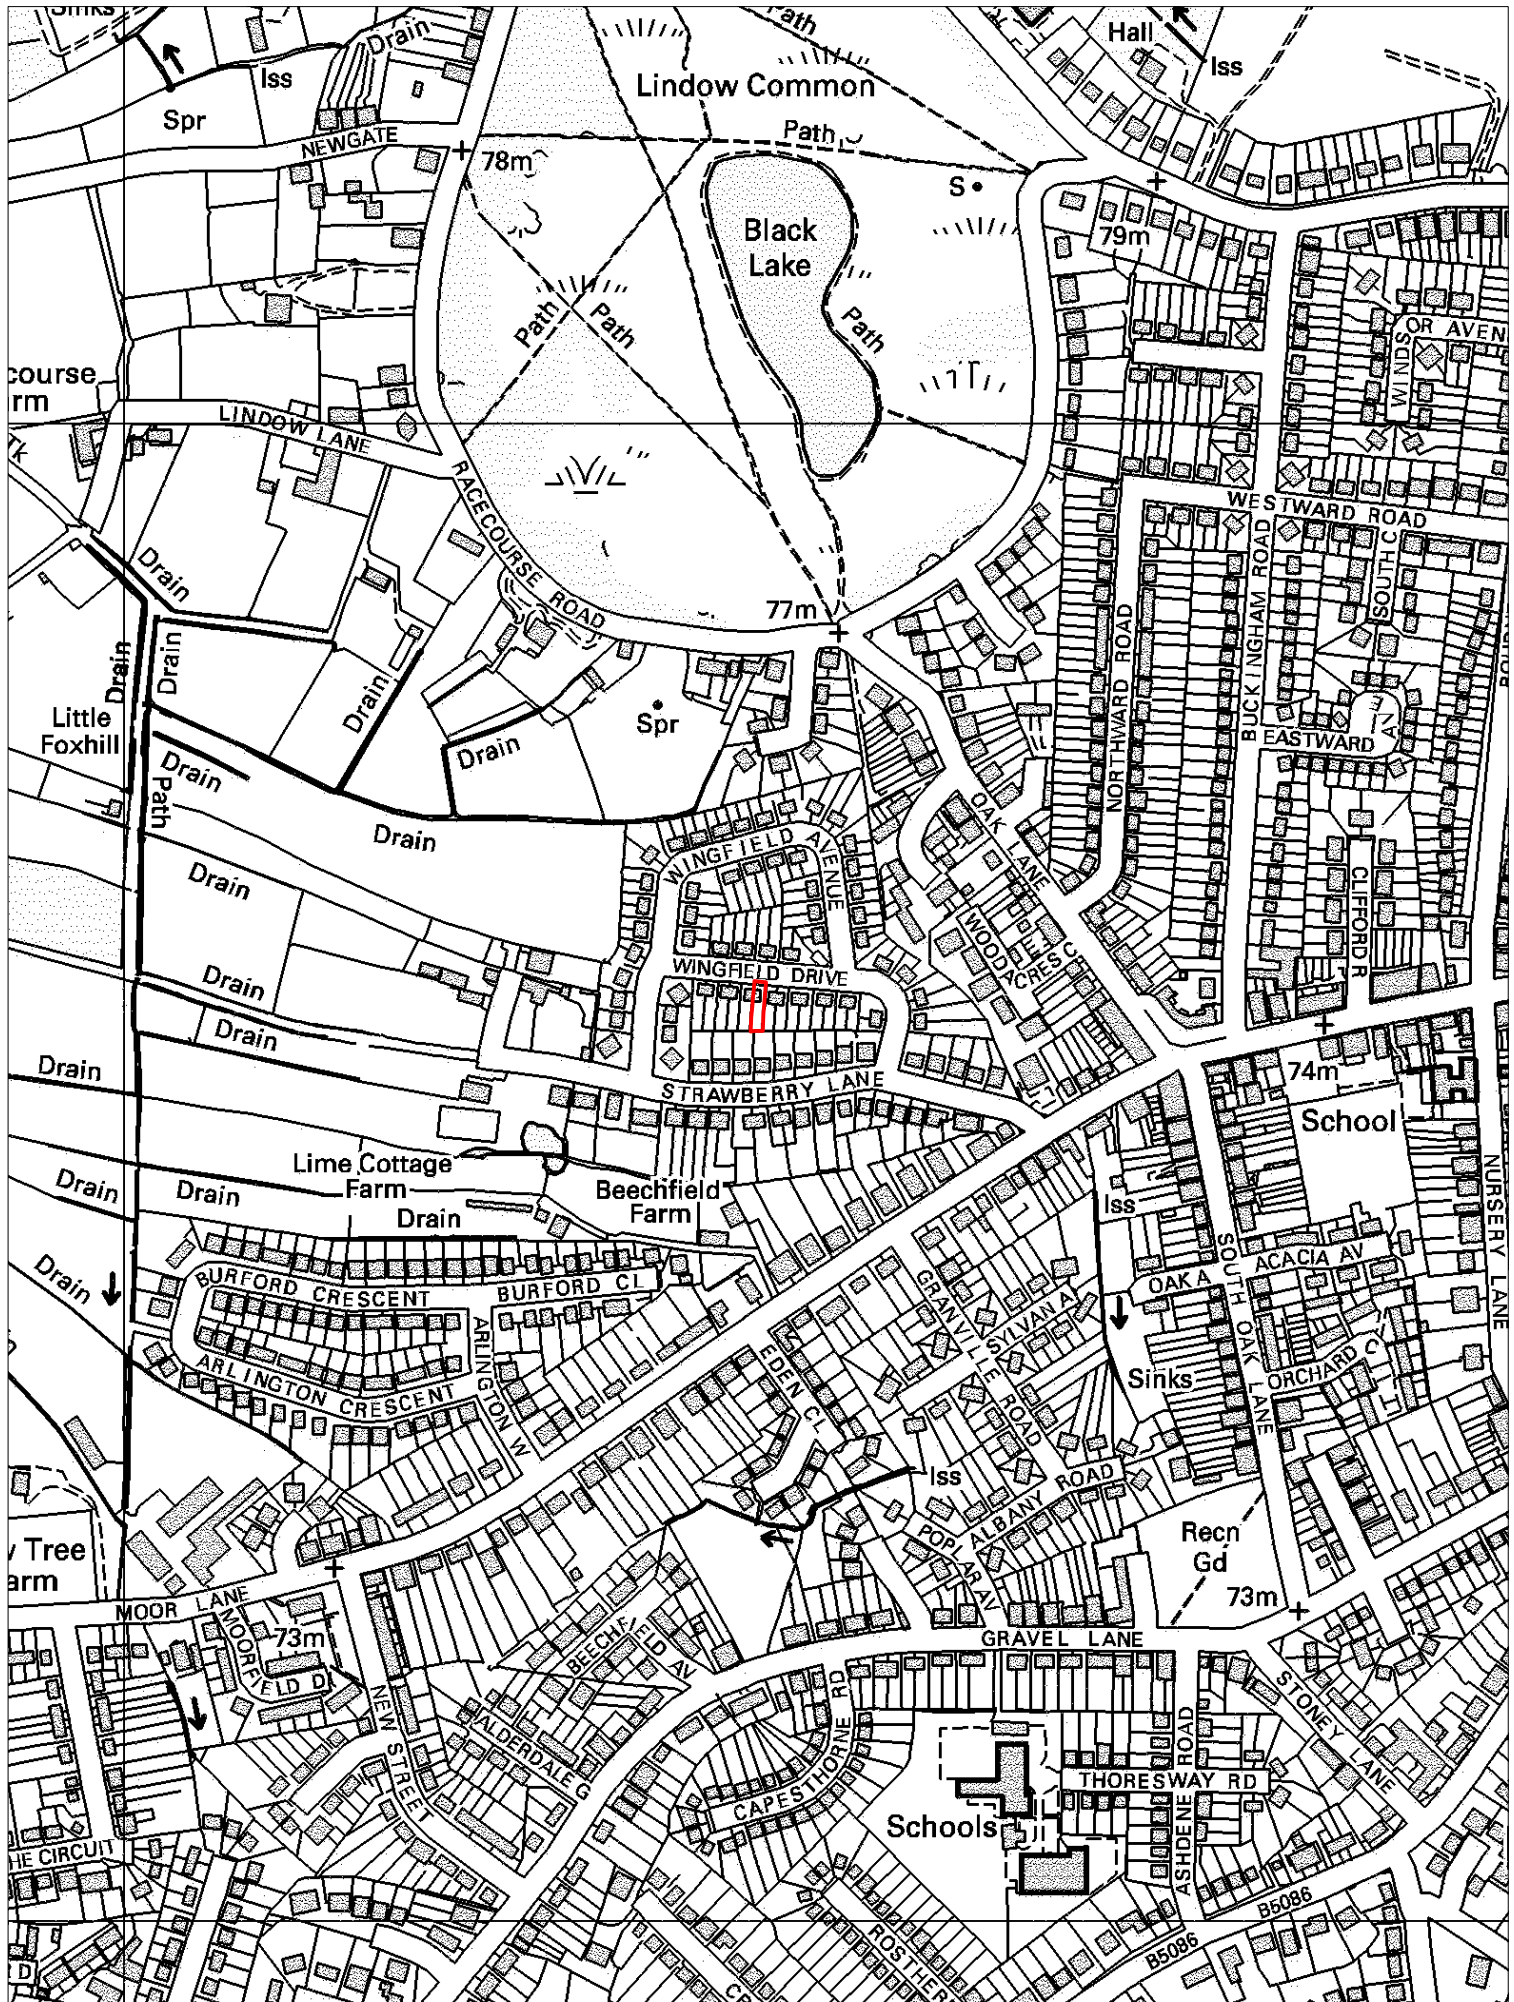 Sinks
Drain
Iss
Spr
Path
Hall
Iss
Lindow Common
Path
NEWGATE
78m
S
Black
Lake
79m
Path
Path
Path
WINDSOR AVEN
course
rm
Tk
LINDOW LANE
RACECOURSE ROAD
WESTWARD ROAD
SOUTH C
Drain
77m
NORTHWARD ROAD
BUCKINGHAM ROAD
Drain
Drain
Drain
Little
Foxhill
Spr
EASTWARD
AV
Drain
Drain
Path
Drain
OAK LANE
WINGFIELD AVENUE
Drain
CLIFFORD R
WOODACRES C
WINGFIELD DRIVE
Drain
Drain
Drain
STRAWBERRY LANE
74m
School
Lime Cottage
Farm
Beechfield
Farm
Drain
Drain
Drain
Iss
NURSERY LANE
Drain
BURFORD CRESCENT
BURFORD CL
GRANVILLE ROAD
SYLVAN A
OAK A
ACACIA AV
SOUTH OAK LANE
ARLINGTON W
ARLINGTON CRESCENT
EDEN CL
Sinks
ORCHARD C
Iss
ALBANY ROAD
POPLAR AV
w Tree
arm
Recn
Gd
73m
MOOR LANE
MOORFIELD D
73m
BEECHFIELD AV
GRAVEL LANE
NEW STREET
ALDERDALE G
CAPESTHORNE RD
STONEY LANE
ASHDENE ROAD
THORESWAY RD
Schools
HE CIRCUIT
B5086
B5086
ROSTHER
D